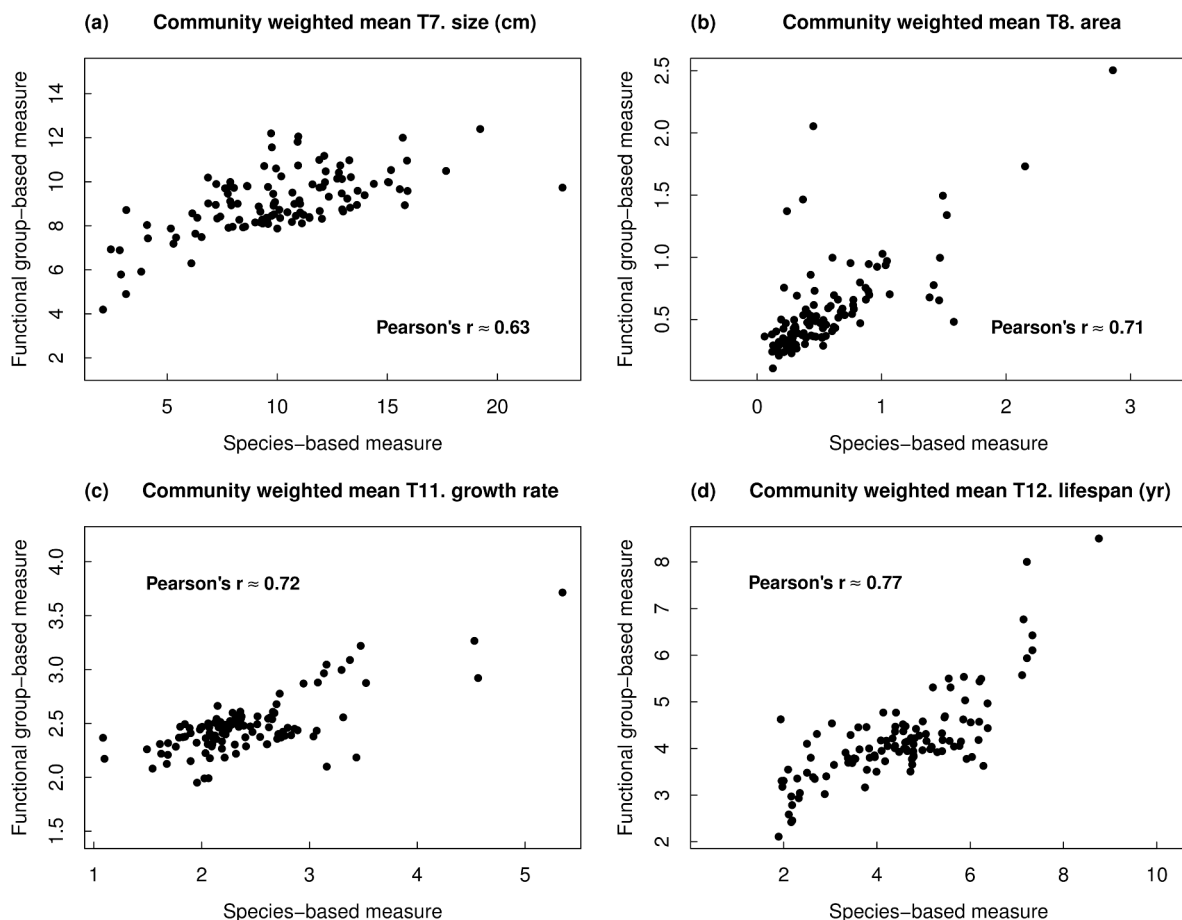 (a) Community weighted mean T7. size (cm)
Functional group−based measure
14
12
10
8
6
4
2
Pearson's r ≈ 0.63
5 10 15 20
Species−based measure
(b) Community weighted mean T8. area
Functional group−based measure
2.5
2.0
1.5
1.0
0.5
Pearson's r ≈ 0.71
0 1 2 3
Species−based measure
(c) Community weighted mean T11. growth rate
Functional group−based measure
4.0
3.5
3.0
2.5
2.0
1.5
Pearson's r ≈ 0.72
1 2 3 4 5
Species−based measure
(d) Community weighted mean T12. lifespan (yr)
Functional group−based measure
8
7
6
5
4
3
2
Pearson's r ≈ 0.77
2 4 6 8 10
Species−based measure